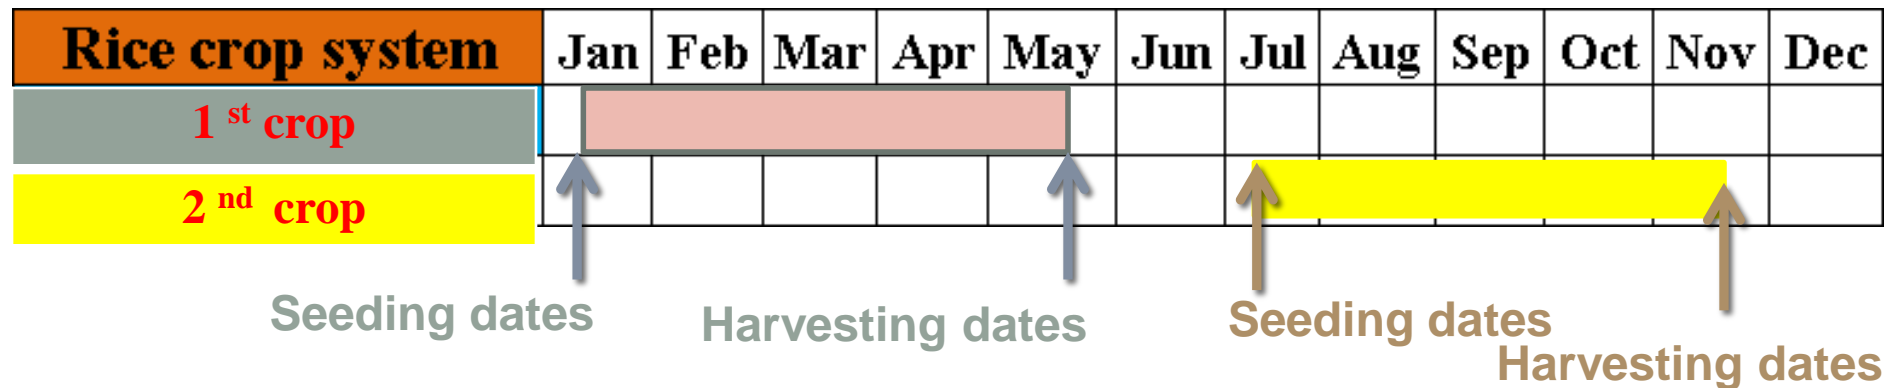 Rice crop system Jan Feb Mar Apr May Jun Jul Aug Sep Oct Nov Dec
1 st crop
2 nd crop
Seeding dates Harvesting dates Seeding dates
Harvesting dates